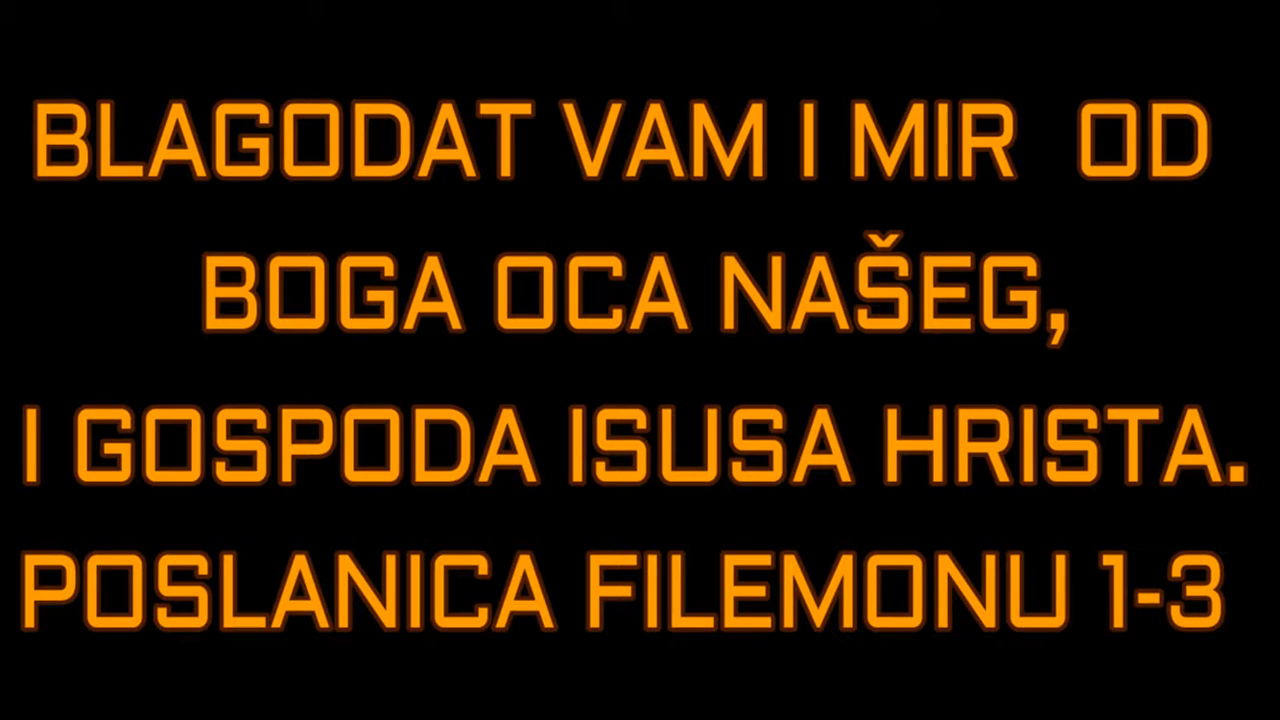 BLAGODAT VAM I MIR OD
BOGA OCA NAŠEG,
I GOSPODA ISUSA HRISTA.
POSLANICA FILEMONU 1-3